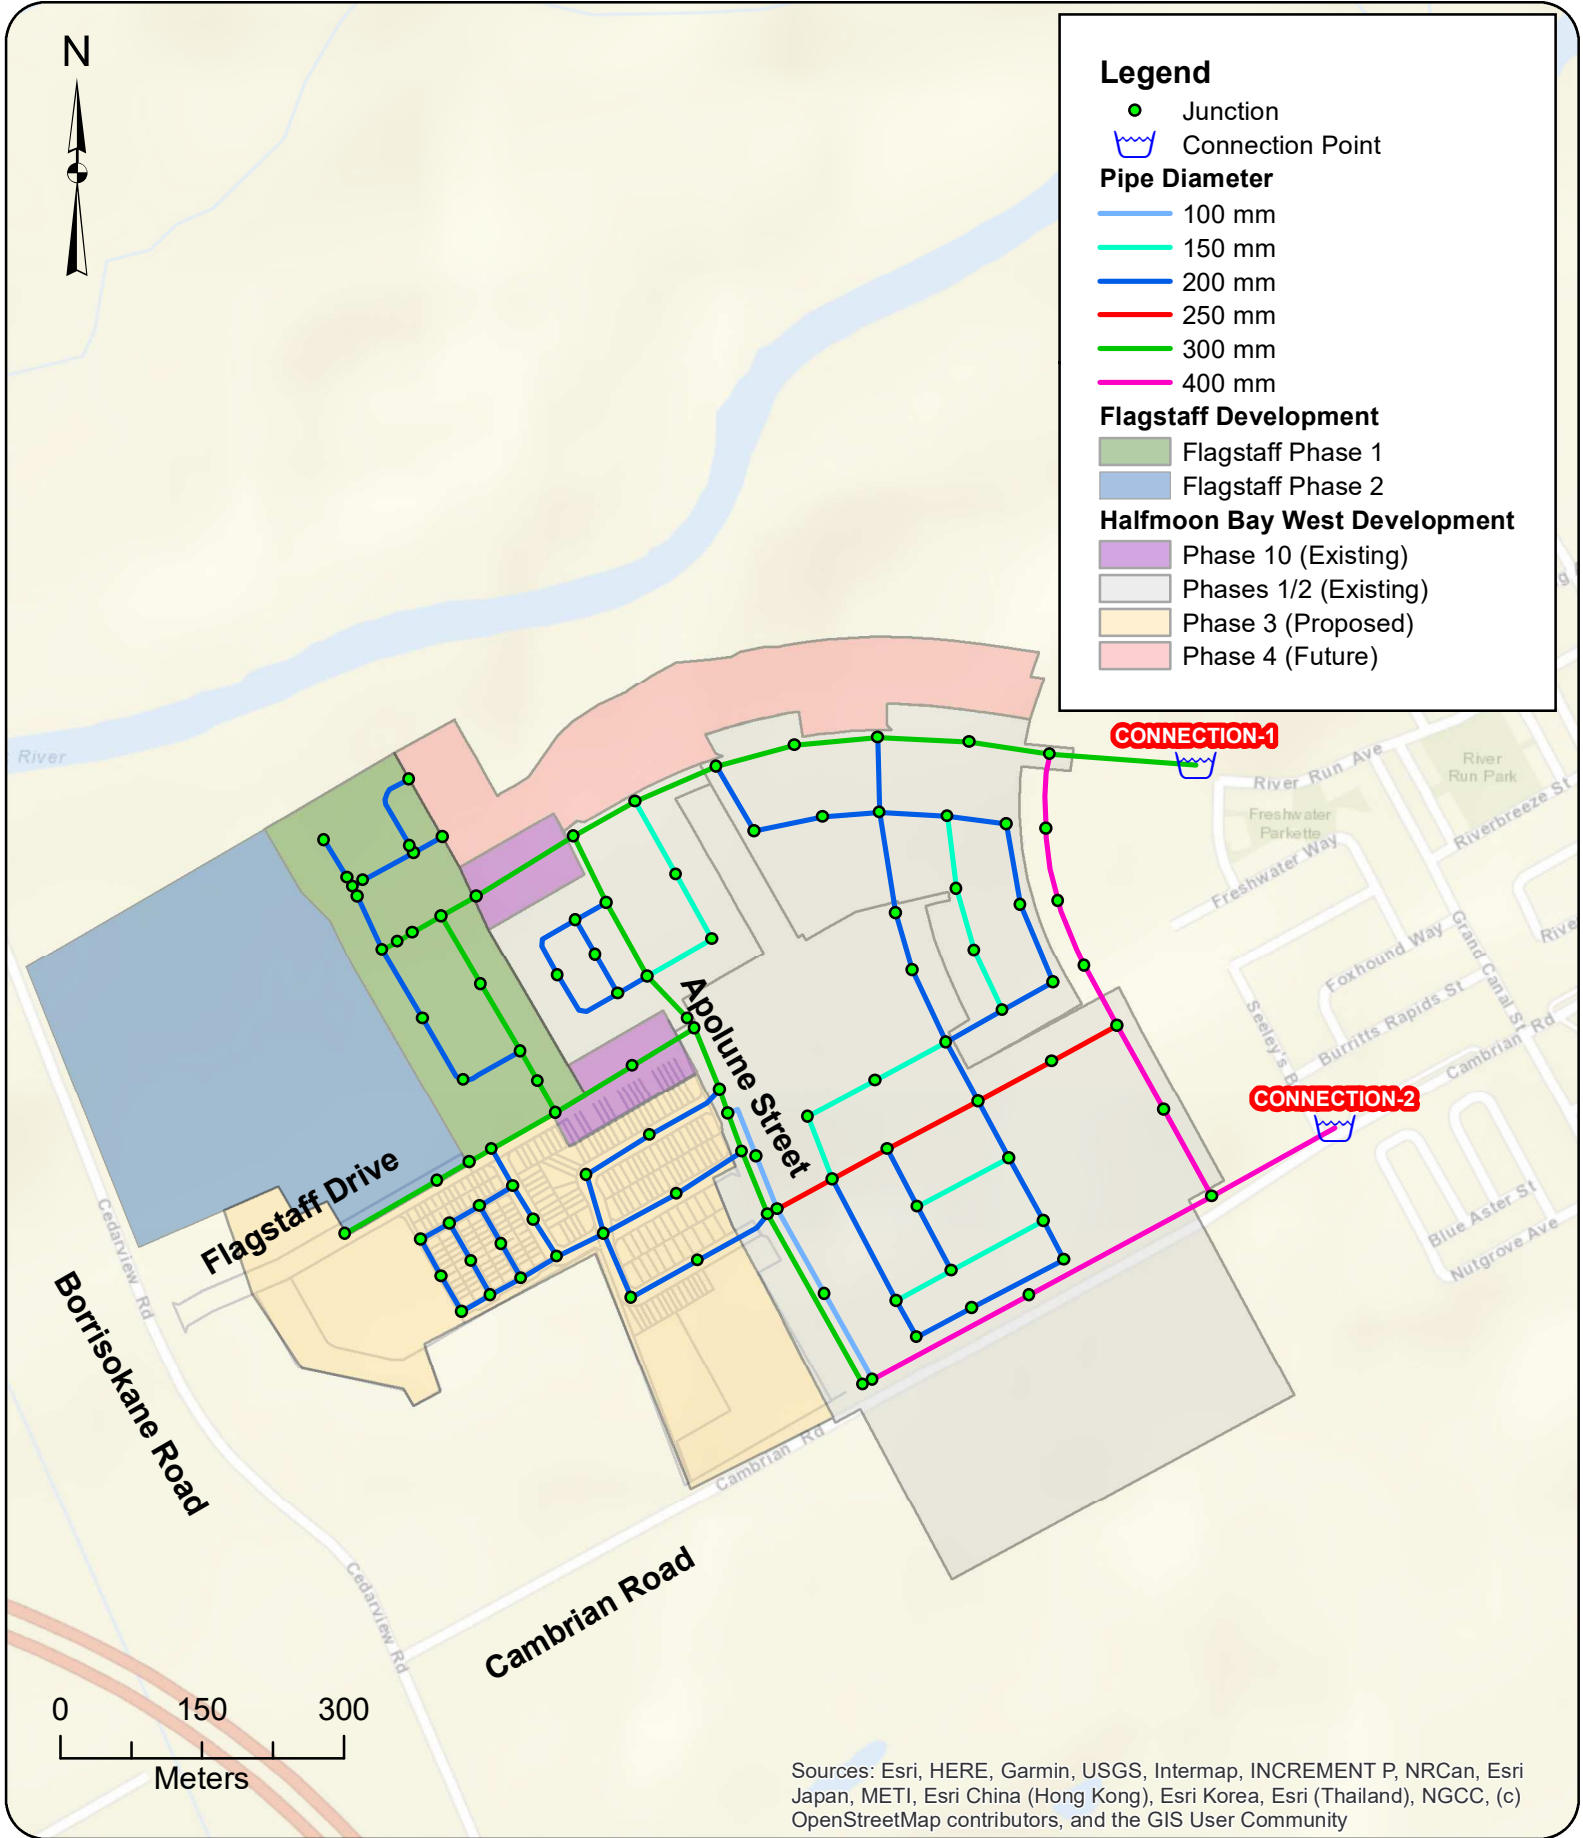 N
Legend
Junction
Connection Point
Pipe Diameter
100 mm
150 mm
200 mm
250 mm
300 mm
400 mm
Flagstaff Development
Flagstaff Phase 1
Flagstaff Phase 2
Halfmoon Bay West Development
Phase 10 (Existing)
Phases 1/2 (Existing)
Phase 3 (Proposed)
Phase 4 (Future)
CONNECTION-1
River
River Run Ave
River
Run Park
Freshwater
Parkette
Riverbreeze St
Freshwater Way
Foxhound Way
Grand Canal St
Seeley's
Burritts Rapids St
Cambrian Rd
CONNECTION-2
Blue Aster St
Nutgrove Ave
Apolune Street
Flagstaff Drive
Cedarview Rd
Borrisokane Road
Cambrian Rd
Cambrian Road
Cedarview Rd
0 150 300
Meters
Sources: Esri, HERE, Garmin, USGS, Intermap, INCREMENT P, NRCan, Esri
Japan, METI, Esri China (Hong Kong), Esri Korea, Esri (Thailand), NGCC, (c)
OpenStreetMap contributors, and the GIS User Community